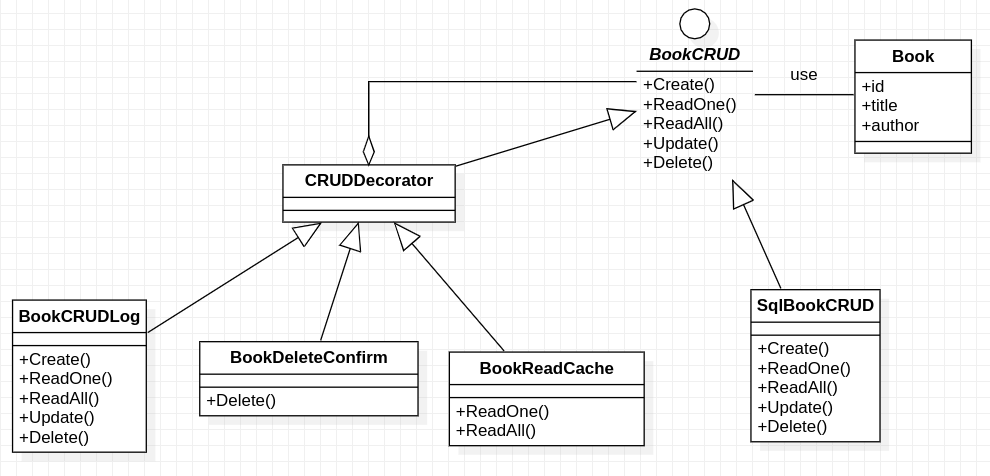 BookCRUD
+Create()
+ReadOne()
+ReadAll()
+Update()
+Delete()
use
Book
+id
+title
+author
CRUDDecorator
BookCRUDLog
+Create()
+ReadOne()
+ReadAll()
+Update()
+Delete()
BookDeleteConfirm
+Delete()
BookReadCache
+ReadOne()
+ReadAll()
SqlBookCRUD
+Create()
+ReadOne()
+ReadAll()
+Update()
+Delete()